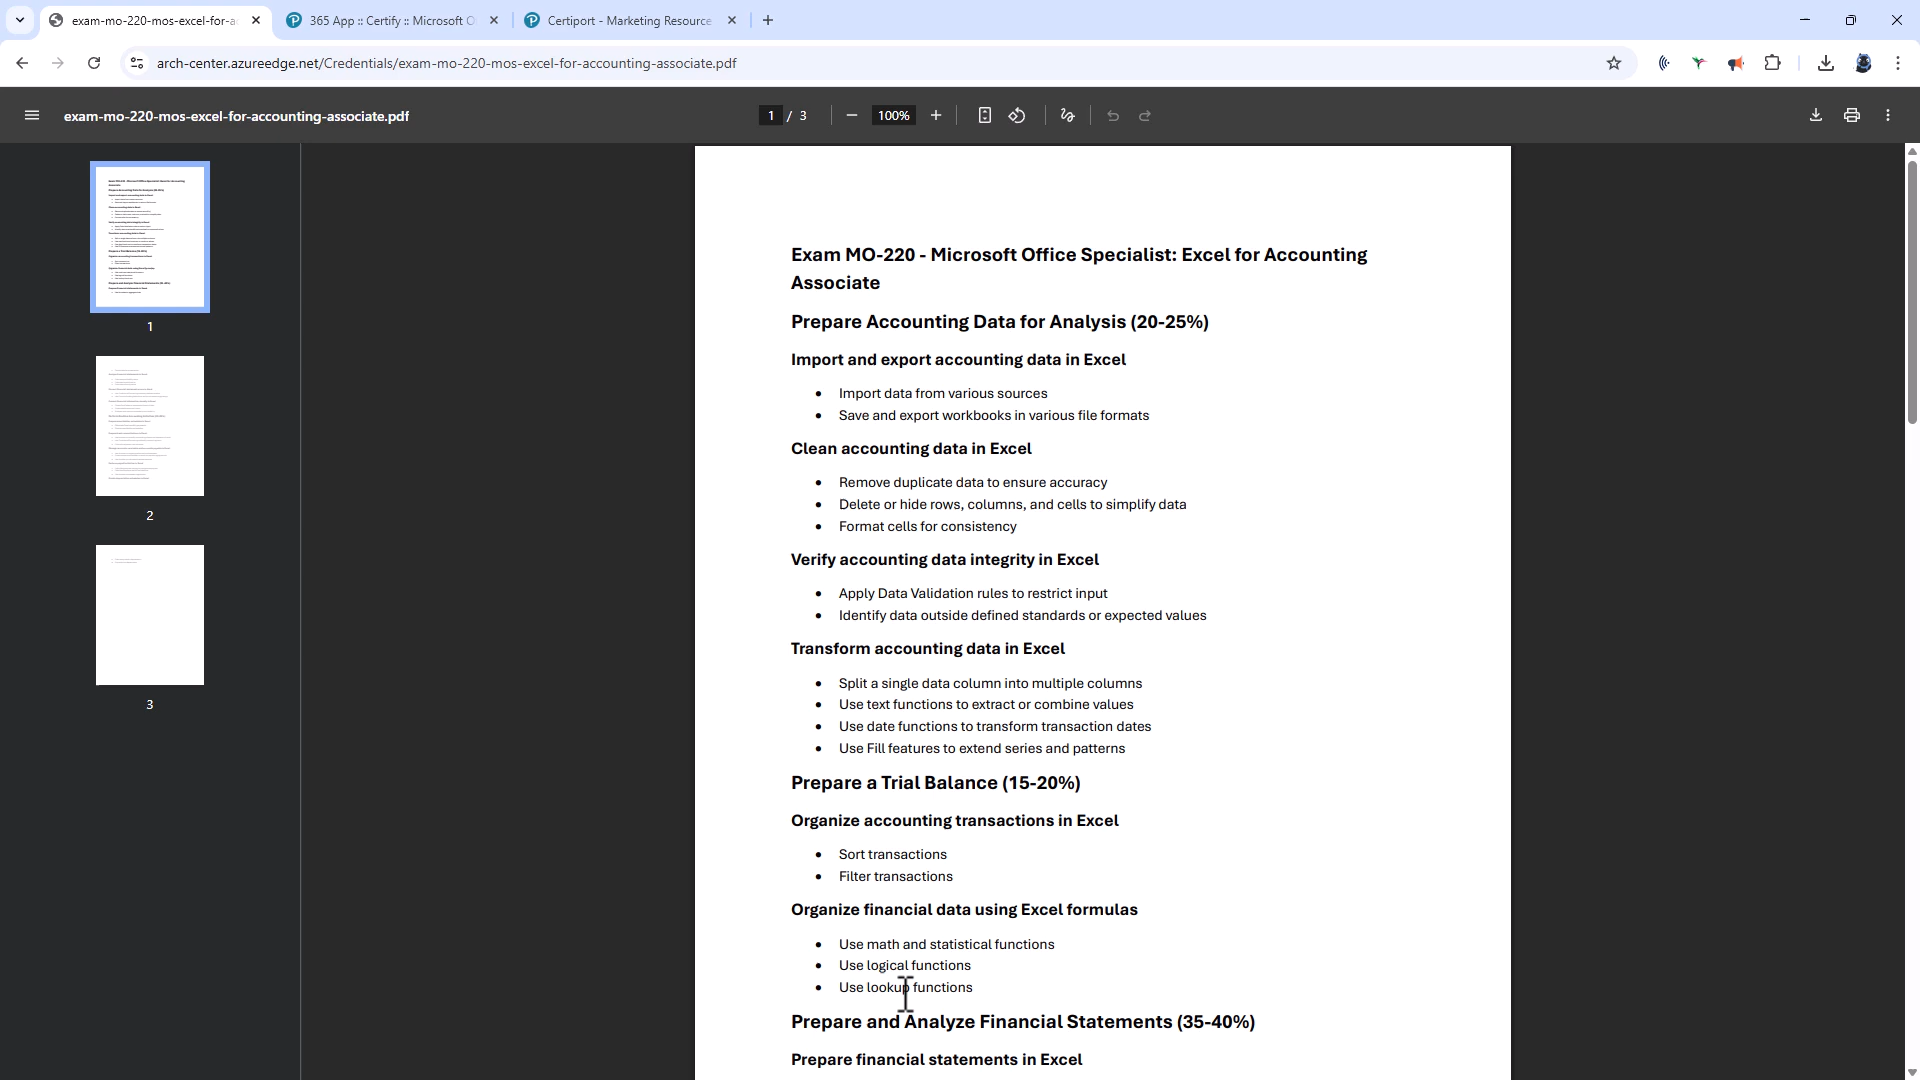 exam-mo-220-mos-excel-for-a
365 App :: Certify :: Microsoft O
Certiport - Marketing Resource
arch-center.azureedge.net/Credentials/exam-mo-220-mos-excel-for-accounting-associate.pdf
exam-mo-220-mos-excel-for-accounting-associate.pdf
1 / 3
100%
1
2
3
Exam MO-220 - Microsoft Office Specialist: Excel for Accounting
Associate
Prepare Accounting Data for Analysis (20-25%)
Import and export accounting data in Excel
• Import data from various sources
• Save and export workbooks in various file formats
Clean accounting data in Excel
• Remove duplicate data to ensure accuracy
• Delete or hide rows, columns, and cells to simplify data
• Format cells for consistency
Verify accounting data integrity in Excel
• Apply Data Validation rules to restrict input
• Identify data outside defined standards or expected values
Transform accounting data in Excel
• Split a single data column into multiple columns
• Use text functions to extract or combine values
• Use date functions to transform transaction dates
• Use Fill features to extend series and patterns
Prepare a Trial Balance (15-20%)
Organize accounting transactions in Excel
• Sort transactions
• Filter transactions
Organize financial data using Excel formulas
• Use math and statistical functions
• Use logical functions
• Use lookup functions
Prepare and Analyze Financial Statements (35-40%)
Prepare financial statements in Excel